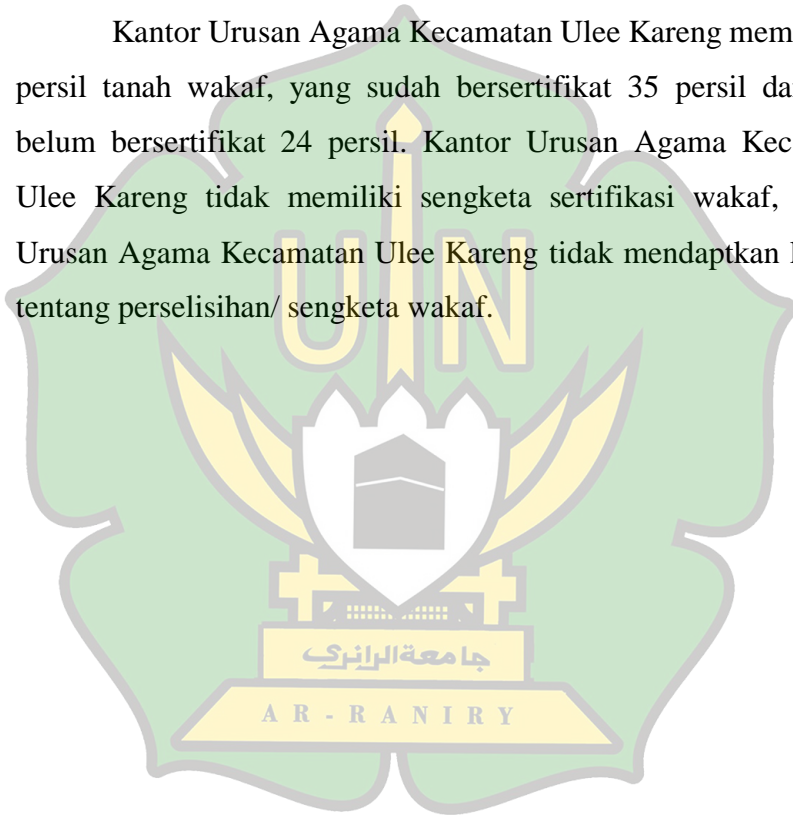 Kantor Urusan Agama Kecamatan Ulee Kareng mem
persil tanah wakaf, yang sudah bersertifikat 35 persil da
belum bersertifikat 24 persil. Kantor Urusan Agama Kec
Ulee Kareng tidak memiliki sengketa sertifikasi wakaf,
Urusan Agama Kecamatan Ulee Kareng tidak mendaptkan
tentang perselisihan/ sengketa wakaf.
UIN
جامعة الرانري
AR-RANIRY